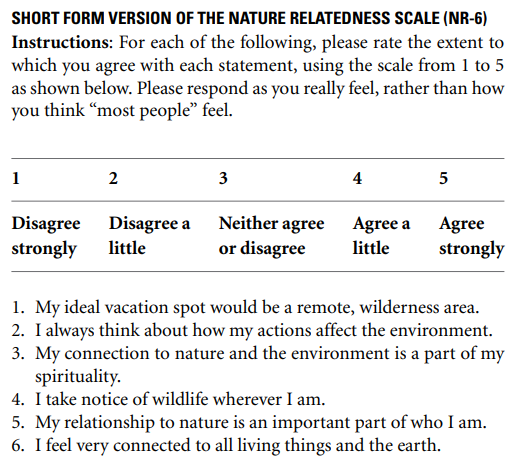 SHORT FORM VERSION OF THE NATURE RELATEDNESS SCALE (NR-6)
Instructions: For each of the following, please rate the extent to
which you agree with each statement, using the scale from 1 to 5
as shown below. Please respond as you really feel, rather than how
you think “most people” feel.
1 2 3 4 5
Disagree Disagree a Neither agree Agree a Agree
strongly little or disagree little strongly
1. My ideal vacation spot would be a remote, wilderness area.
2. I always think about how my actions affect the environment.
3. My connection to nature and the environment is a part of my
spirituality.
4. I take notice of wildlife wherever I am.
5. My relationship to nature is an important part of who I am.
6. I feel very connected to all living things and the earth.